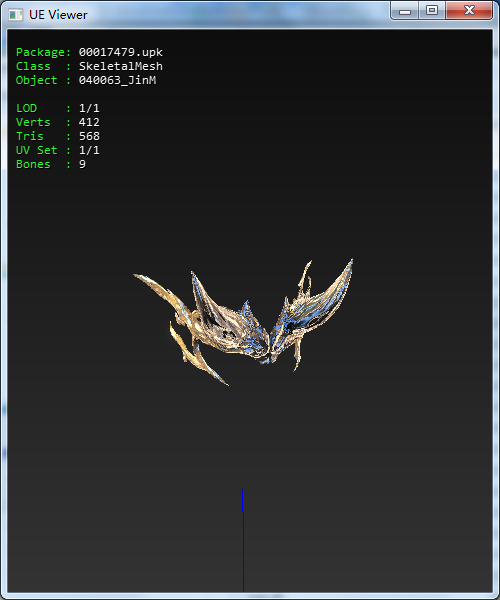 UE Viewer
Package: 00017479.upk
Class : SkeletalMesh
Object : 040063_JinM
LOD : 1/1
Verts : 412
Tris : 568
UV Set : 1/1
Bones : 9